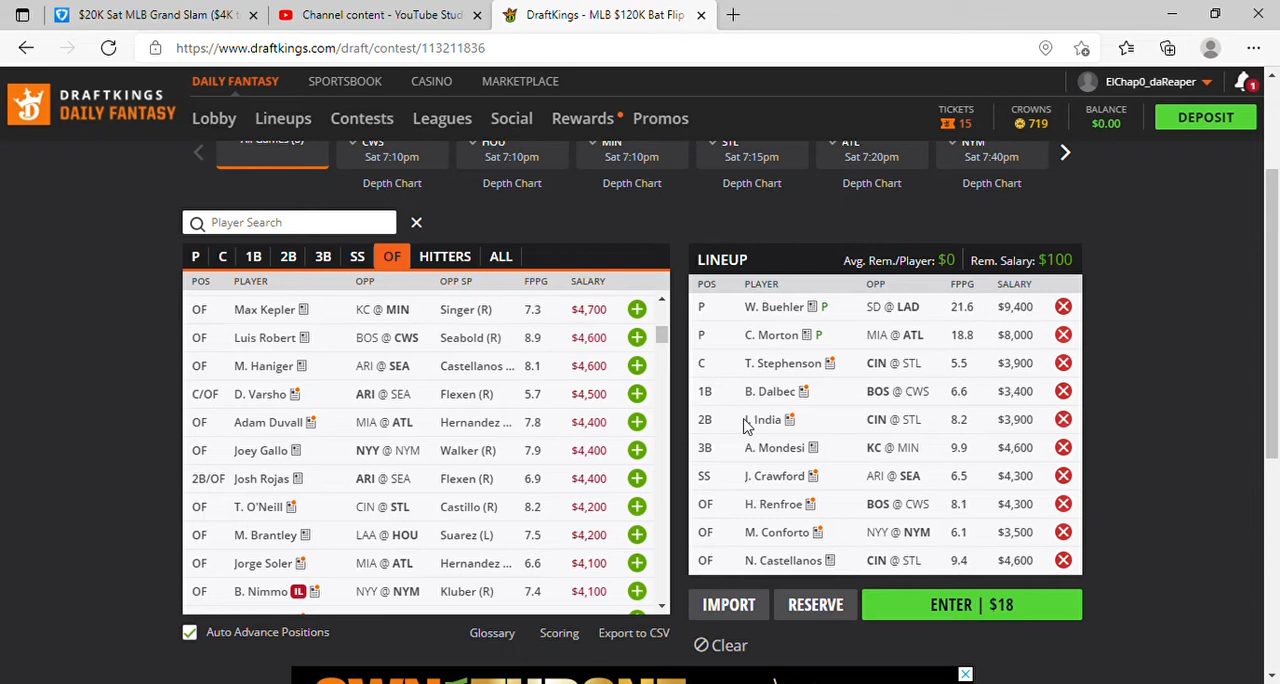 $20K Sat MLB Grand Slam ($4K t
Channel content - YouTube Stud
DraftKings - MLB $120K Bat Flip
https://www.draftkings.com/draft/contest/113211836
DRAFTKINGS
DAILY FANTASY
DAILY FANTASY SPORTSBOOK CASINO MARKETPLACE
ElChap0_daReaper
1
Lobby Lineups Contests Leagues Social Rewards Promos
TICKETS
15
CROWNS
719
BALANCE
$0.00
DEPOSIT
CWS HOU MIN STL ATL NYM
Sat 7:10pm Sat 7:10pm Sat 7:10pm Sat 7:15pm Sat 7:20pm Sat 7:40pm
Depth Chart Depth Chart Depth Chart Depth Chart Depth Chart Depth Chart
Player Search
P C 1B 2B 3B SS OF HITTERS ALL
POS PLAYER OPP OPP SP FPPG SALARY
OF Max Kepler KC @ MIN Singer (R) 7.3 $4,700
OF Luis Robert BOS @ CWS Seabold (R) 8.9 $4,600
OF M. Haniger ARI @ SEA Castellanos ... 8.1 $4,600
C/OF D. Varsho ARI @ SEA Flexen (R) 5.7 $4,500
OF Adam Duvall MIA @ ATL Hernandez ... 7.8 $4,400
OF Joey Gallo NYY @ NYM Walker (R) 7.9 $4,400
2B/OF Josh Rojas ARI @ SEA Flexen (R) 6.9 $4,400
OF T. O'Neill CIN @ STL Castillo (R) 8.2 $4,200
OF M. Brantley LAA @ HOU Suarez (L) 7.5 $4,200
OF Jorge Soler MIA @ ATL Hernandez ... 6.6 $4,100
OF B. Nimmo IL NYY @ NYM Kluber (R) 7.4 $4,100
Auto Advance Positions
Glossary Scoring Export to CSV
LINEUP Avg. Rem./Player: $0 Rem. Salary: $100
POS PLAYER OPP FPPG SALARY
P W. Buehler P SD @ LAD 21.6 $9,400
P C. Morton P MIA @ ATL 18.8 $8,000
C T. Stephenson CIN @ STL 5.5 $3,900
1B B. Dalbec BOS @ CWS 6.6 $3,400
2B India CIN @ STL 8.2 $3,900
3B A. Mondesi KC @ MIN 9.9 $4,600
SS J. Crawford ARI @ SEA 6.5 $4,300
OF H. Renfroe BOS @ CWS 8.1 $4,300
OF M. Conforto NYY @ NYM 6.1 $3,500
OF N. Castellanos CIN @ STL 9.4 $4,600
IMPORT RESERVE ENTER | $18
Clear